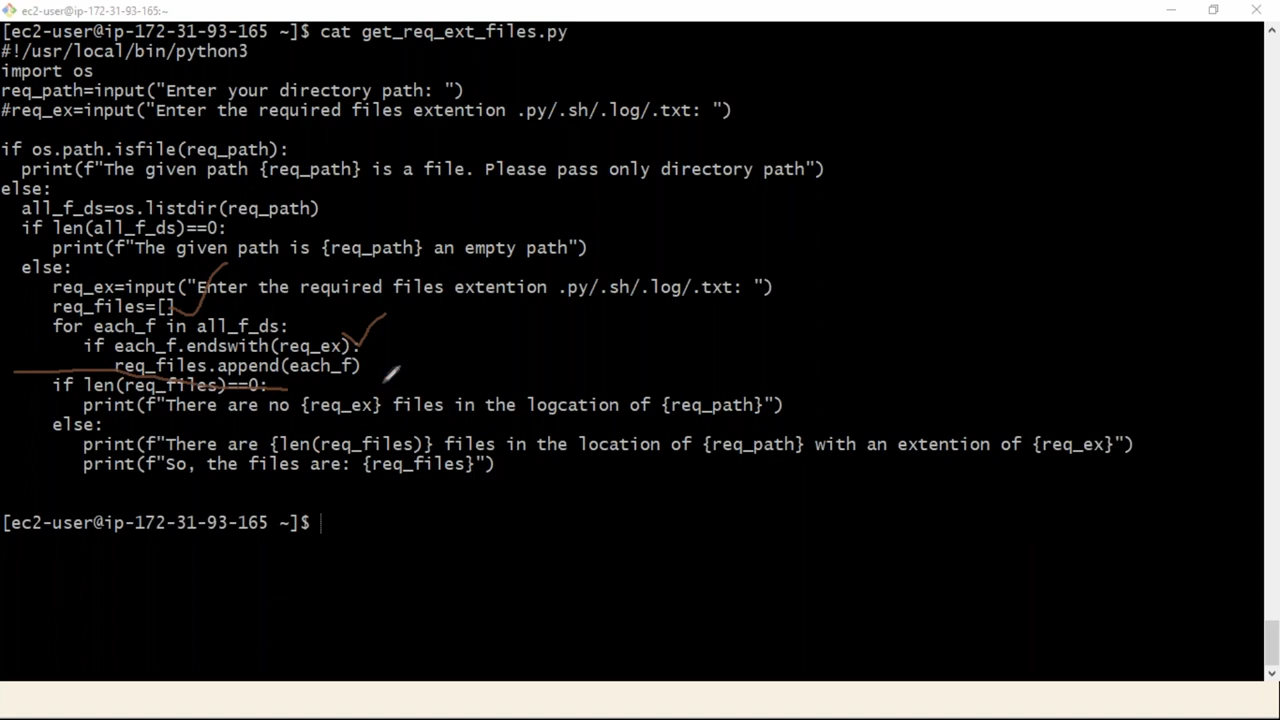 ec2-user@ip-172-31-93-165:~
[ec2-user@ip-172-31-93-165 ~]$ cat get_req_ext_files.py
#!/usr/local/bin/python3
import os
req_path=input("Enter your directory path: ")
#req_ex=input("Enter the required files extention .py/.sh/.log/.txt: ")
if os.path.isfile(req_path):
print(f"The given path {req_path} is a file. Please pass only directory path")
else:
all_f_ds=os.listdir(req_path)
if len(all_f_ds)==0:
print(f"The given path is {req_path} an empty path")
else:
req_ex=input("Enter the required files extention .py/.sh/.log/.txt: ")
req_files=[]
for each_f in all_f_ds:
if each_f.endswith(req_ex):
req_files.append(each_f)
if len(req_files)==0:
print(f"There are no {req_ex} files in the logcation of {req_path}")
else:
print(f"There are {len(req_files)} files in the location of {req_path} with an extention of {req_ex}")
print(f"So, the files are: {req_files}")
[ec2-user@ip-172-31-93-165 ~]$